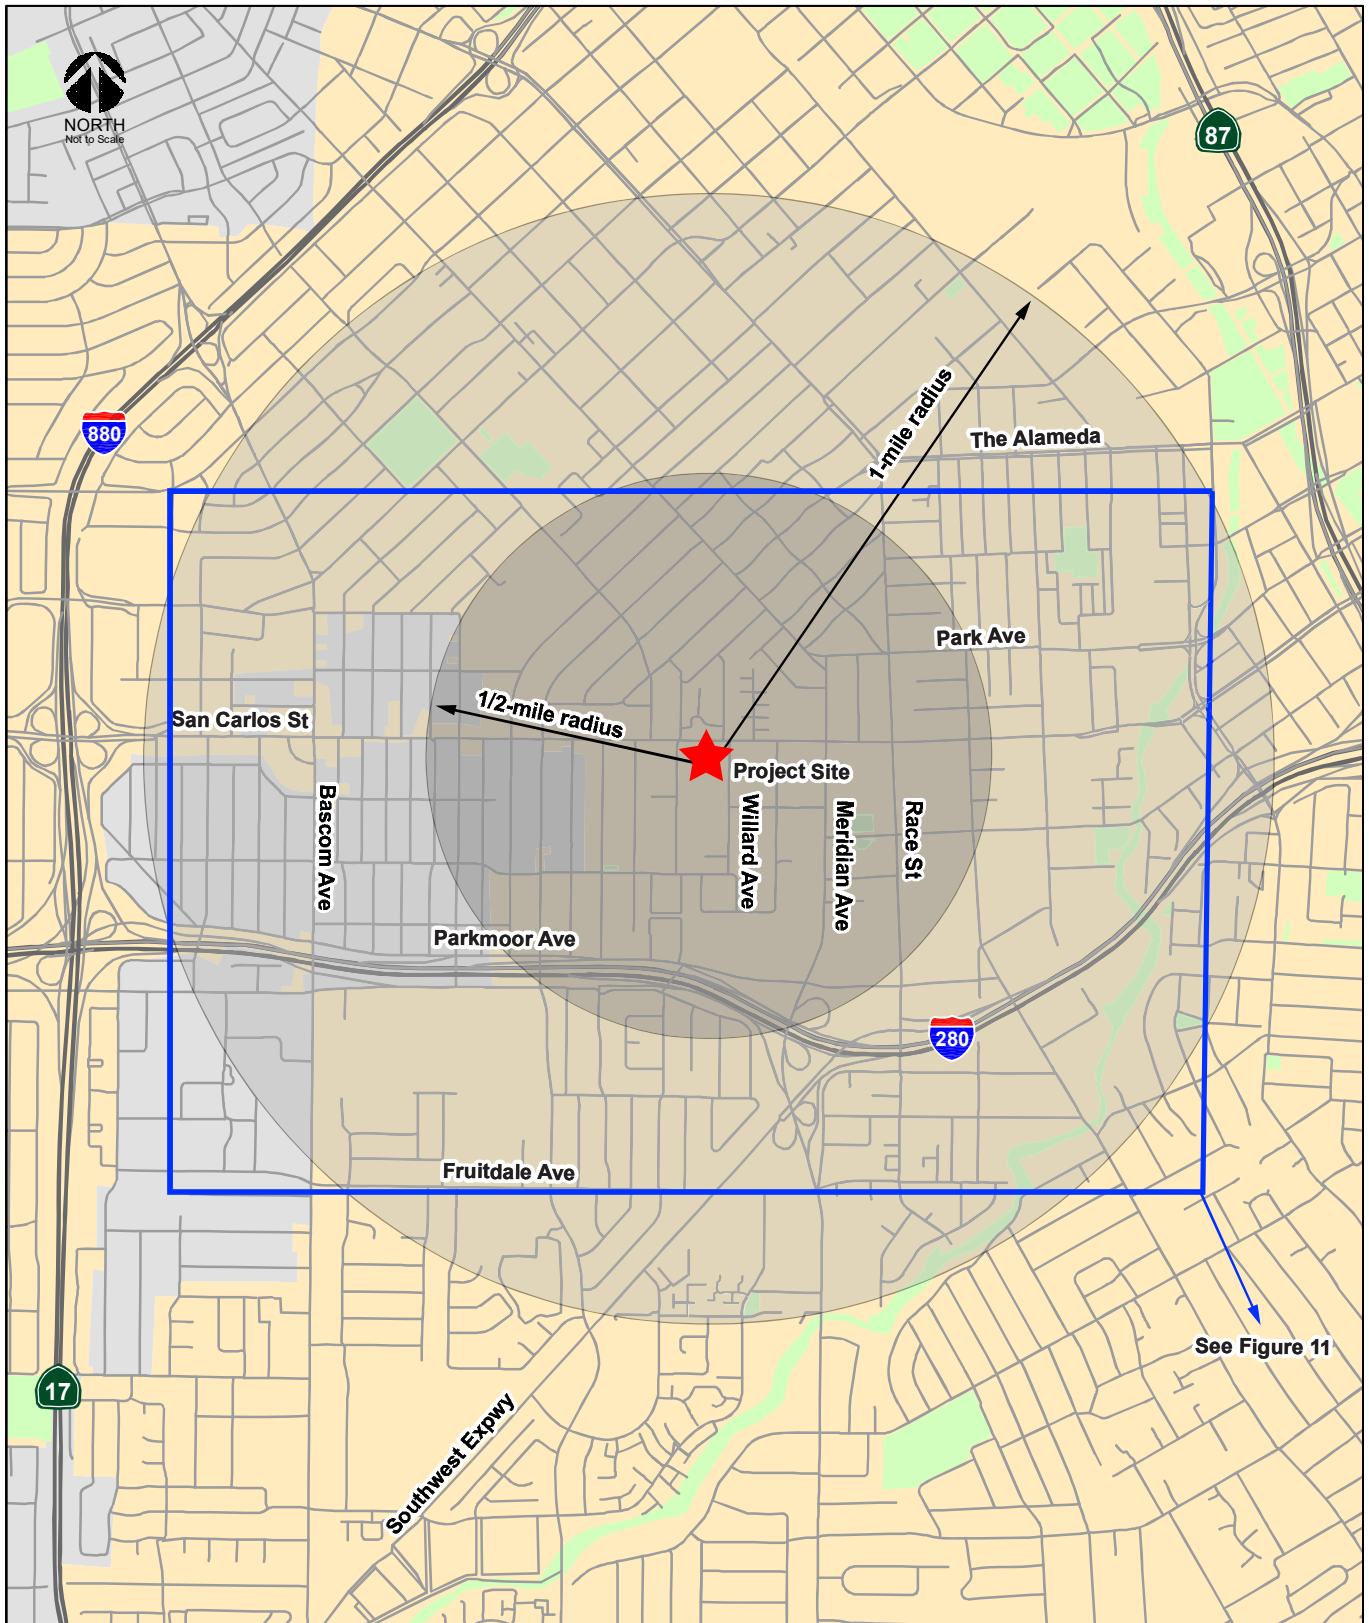 NORTH
Not to Scale
87
880
1-mile radius
The Alameda
Park Ave
1/2-mile radius
San Carlos St
Project Site
Bascom Ave
Willard Ave
Meridian Ave
Race St
Parkmoor Ave
280
Fruitdale Ave
See Figure 11
17
Southwest Expwy